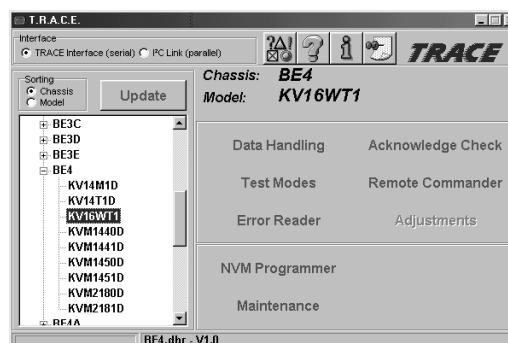 T.R.A.C.E.
Interface
TRACE Interface (serial) I²C Link (parallel)
TRACE
Sorting
Chassis
Model
Update
Chassis: BE4
Model: KV16WT1
BE3C
BE3D
BE3E
BE4
KV14M1D
KV14T1D
KV16WT1
KVM1440D
KVM1441D
KVM1450D
KVM1451D
KVM2180D
KVM2181D
BE4A
Data Handling Acknowledge Check
Test Modes Remote Commander
Error Reader Adjustments
NVM Programmer
Maintenance
BE4.dhr - V1.0